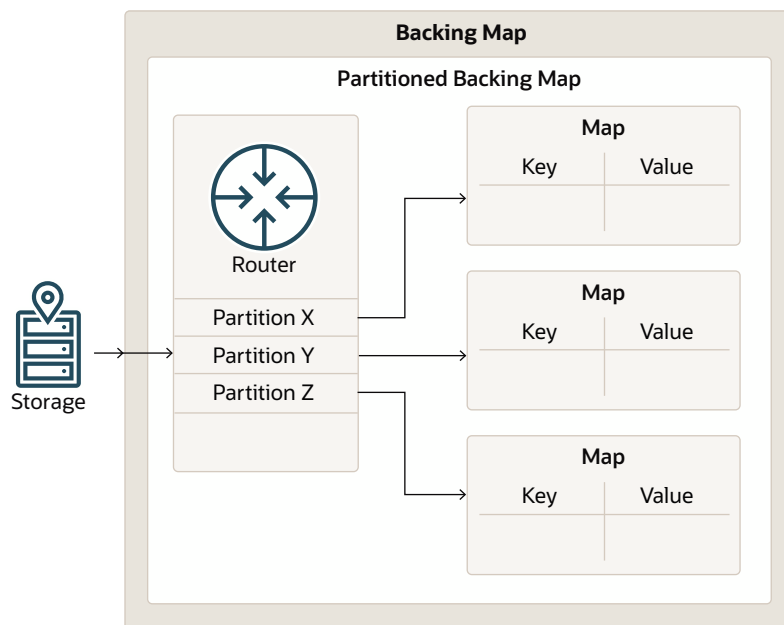 Backing Map
Partitioned Backing Map
Router
Partition X
Partition Y
Partition Z
Storage
Map
Key Value
Map
Key Value
Map
Key Value